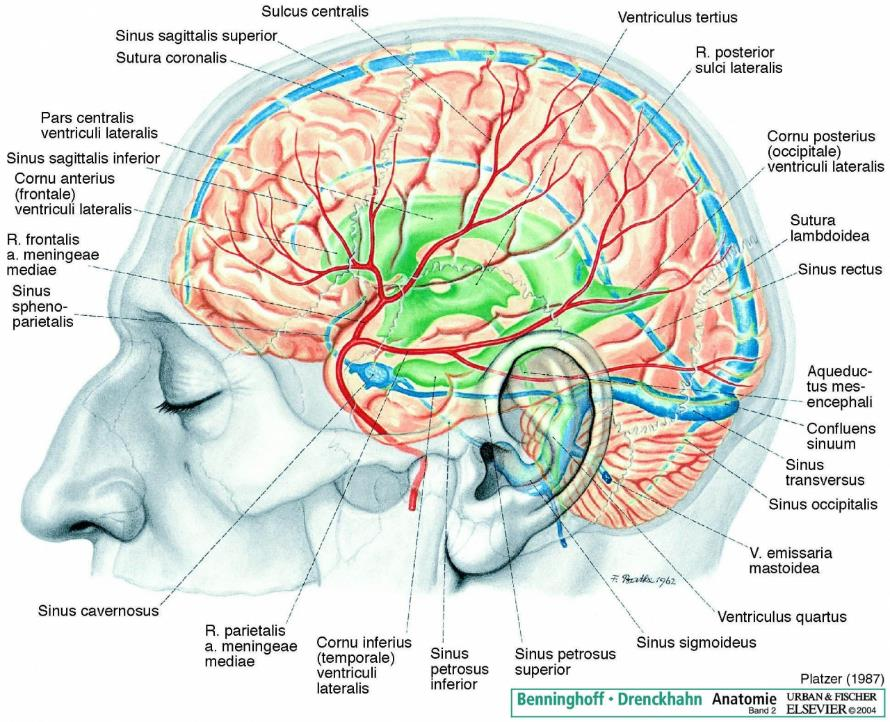 Sulcus centralis
Sinus sagittalis superior
Sutura coronalis
Ventriculus tertius
R. posterior
sulci lateralis
Pars centralis
ventriculi lateralis
Sinus sagittalis inferior
Cornu anterius
(frontale)
ventriculi lateralis
R. frontalis
a. meningeae
mediae
Sinus
spheno-
parietalis
Cornu posterius
(occipitale)
ventriculi lateralis
Sutura
lambdoidea
Sinus rectus
Aqueduc-
tus mes-
encephali
Confluens
sinuum
Sinus
transversus
Sinus occipitalis
V. emissaria
mastoidea
Ventriculus quartus
Sinus sigmoideus
Sinus petrosus
superior
Sinus
petrosus
inferior
Cornu inferius
(temporale)
ventriculi
lateralis
R. parietalis
a. meningeae
mediae
Sinus cavernosus
1962
Platzer (1987)
Benninghoff · Drenckhahn Anatomie
Band 2
URBAN & FISCHER
ELSEVIER © 2004